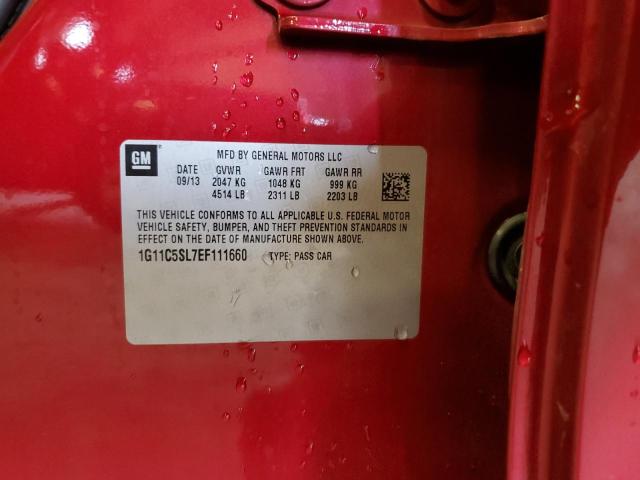 GM
MFD BY GENERAL MOTORS LLC
DATE GVWR GAWR FRT GAWR RR
09/13 2047 KG 1048 KG 999 KG
4514 LB 2311 LB 2203 LB
THIS VEHICLE CONFORMS TO ALL APPLICABLE U.S. FEDERAL MOTOR
VEHICLE SAFETY, BUMPER, AND THEFT PREVENTION STANDARDS IN
EFFECT ON THE DATE OF MANUFACTURE SHOWN ABOVE.
1G11C5SL7EF111660 TYPE: PASS CAR